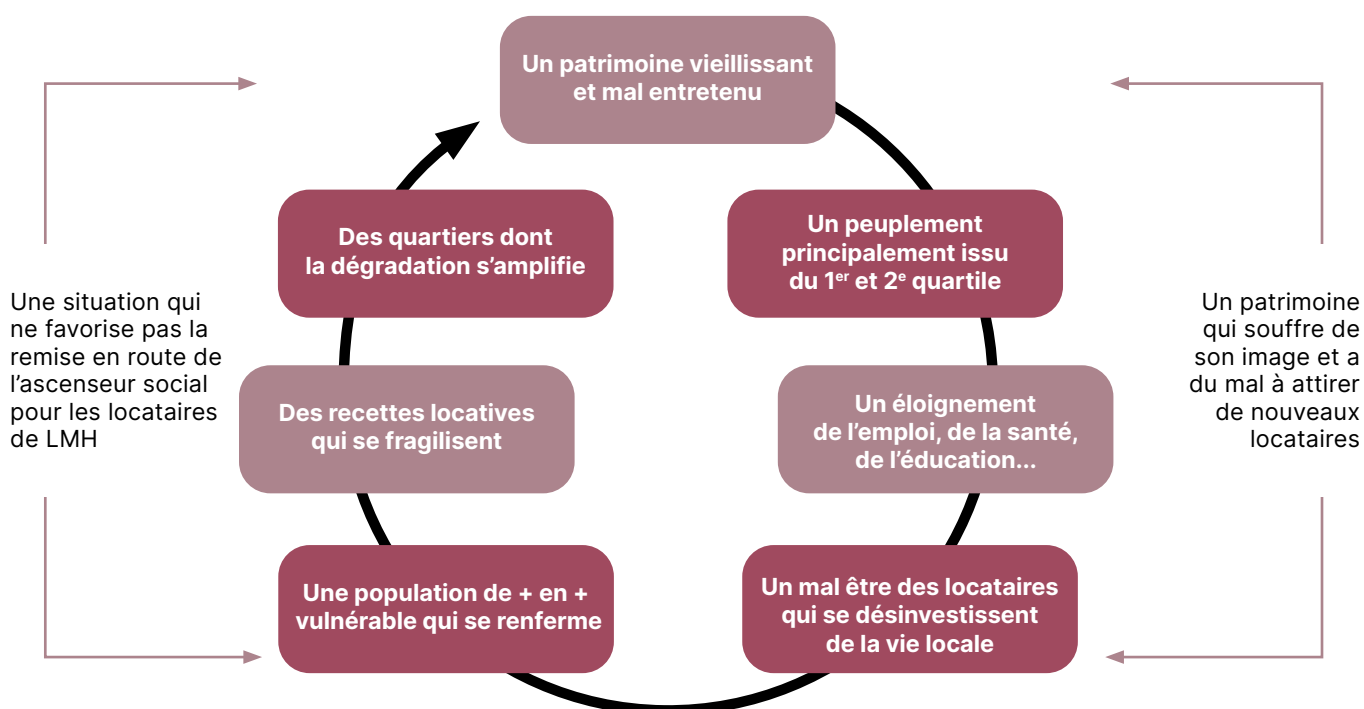 Un patrimoine vieillissant
et mal entretenu
Un peuplement
principalement issu
du 1er et 2e quartile
Un éloignement
de l’emploi, de la santé,
de l’éducation...
Un mal être des locataires
qui se désinvestissent
de la vie locale
Une population de + en +
vulnérable qui se renferme
Des recettes locatives
qui se fragilisent
Des quartiers dont
la dégradation s’amplifie
Une situation qui
ne favorise pas la
remise en route de
l’ascenseur social
pour les locataires
de LMH
Un patrimoine
qui souffre de
son image et a
du mal à attirer
de nouveaux
locataires